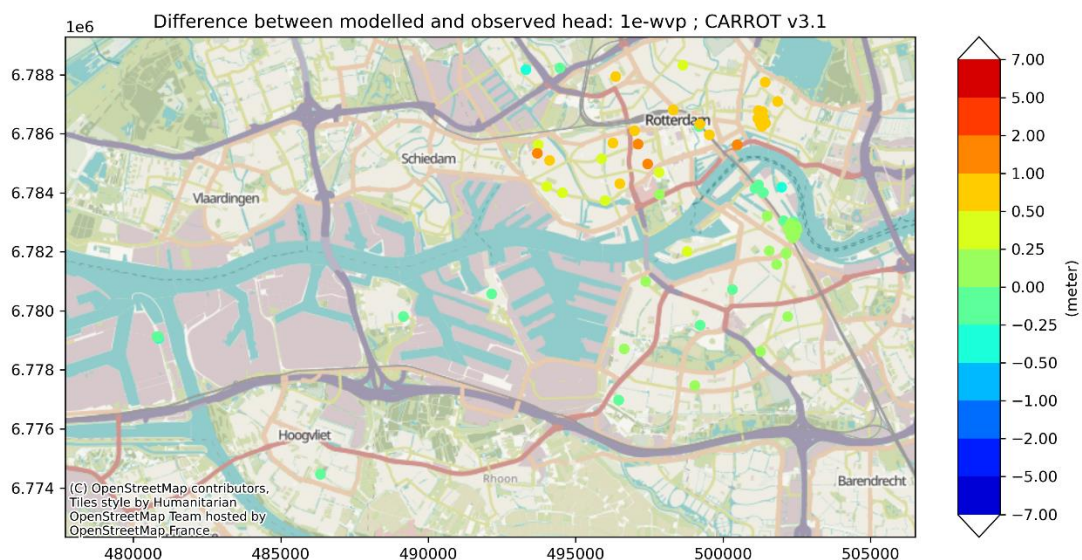 Difference between modelled and observed head: 1e-wvp ; CARROT v3.1
1e6
6.788
6.786
6.784
6.782
6.780
6.778
6.776
6.774
Rotterdam
Schiedam
Vlaardingen
Hoogvliet
Rhoon
Barendrecht
(C) OpenStreetMap contributors,
Tiles style by Humanitarian
OpenStreetMap Team hosted by
OpenStreetMap France
480000 485000 490000 495000 500000 505000
7.00
5.00
2.00
1.00
0.50
0.25
0.00
−0.25
−0.50
−1.00
−2.00
−5.00
−7.00
(meter)